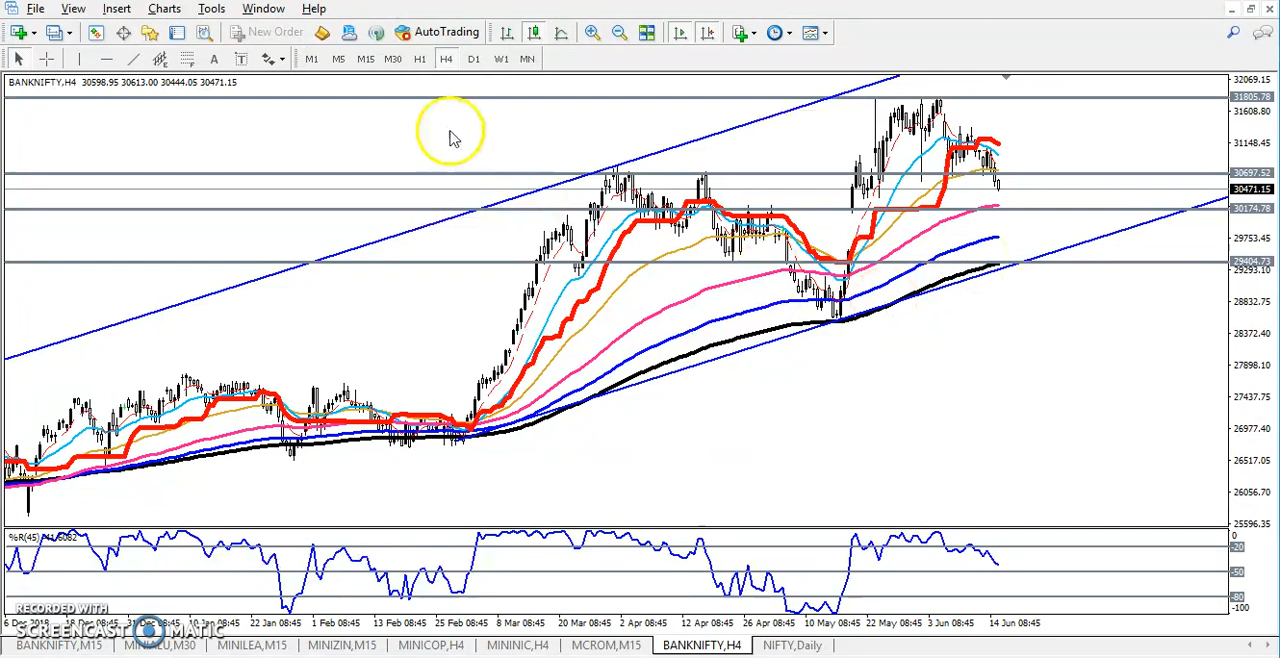 File View Insert Charts Tools Window Help
New Order AutoTrading
A T M1 M5 M15 M30 H1 H4 D1 W1 MN
BANKNIFTY,H4 30598.95 30613.00 30444.05 30471.15
32069.15
31805.78
31608.80
31148.45
30697.52
30471.15
30174.78
29753.45
29404.73
29293.10
28832.75
28372.40
27898.10
27437.75
26977.40
26517.05
26056.70
25596.35
%R(45)
0
-20
-50
-80
-100
22 Jan 08:45 1 Feb 08:45 13 Feb 08:45 25 Feb 08:45 8 Mar 08:45 20 Mar 08:45 2 Apr 08:45 12 Apr 08:45 26 Apr 08:45 10 May 08:45 22 May 08:45 3 Jun 08:45 14 Jun 08:45
RECORDED WITH
SCREENCAST MATIC
BANKNIFTY,M15 MINIALU,M30 MINILEA,M15 MINIZIN,M15 MINICOP,H4 MININIC,H4 MCROM,M15 BANKNIFTY,H4 NIFTY,Daily